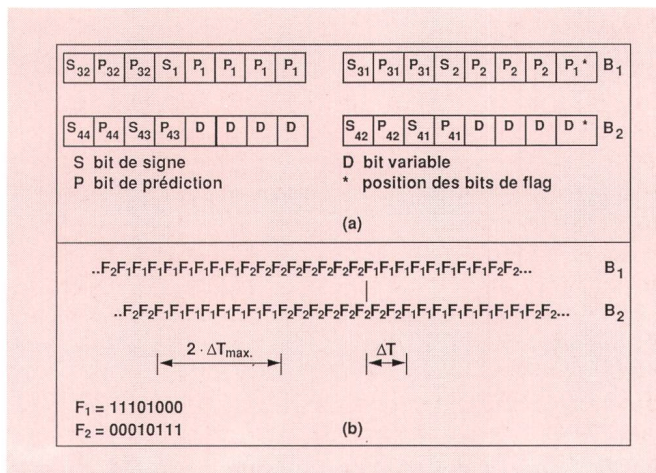 S₃₂ P₃₂ P₃₂ S₁ P₁ P₁ P₁ P₁ S₃₁ P₃₁ P₃₁ S₂ P₂ P₂ P₂ P₁* B₁
S₄₄ P₄₄ S₄₃ P₄₃ D D D D S₄₂ P₄₂ S₄₁ P₄₁ D D D D* B₂
S bit de signe D bit variable
P bit de prédiction * position des bits de flag
(a)
..F₂F₁F₁F₁F₁F₁F₁F₁F₁F₂F₂F₂F₂F₂F₂F₂F₂F₁F₁F₁F₁F₁F₁F₁F₁F₂F₂... B₁
..F₂F₂F₁F₁F₁F₁F₁F₁F₁F₁F₂F₂F₂F₂F₂F₂F₂F₂F₁F₁F₁F₁F₁F₁F₁F₁F₂F₂... B₂
2 · ΔTmax. ΔT
F₁ = 11101000
F₂ = 00010111 (b)